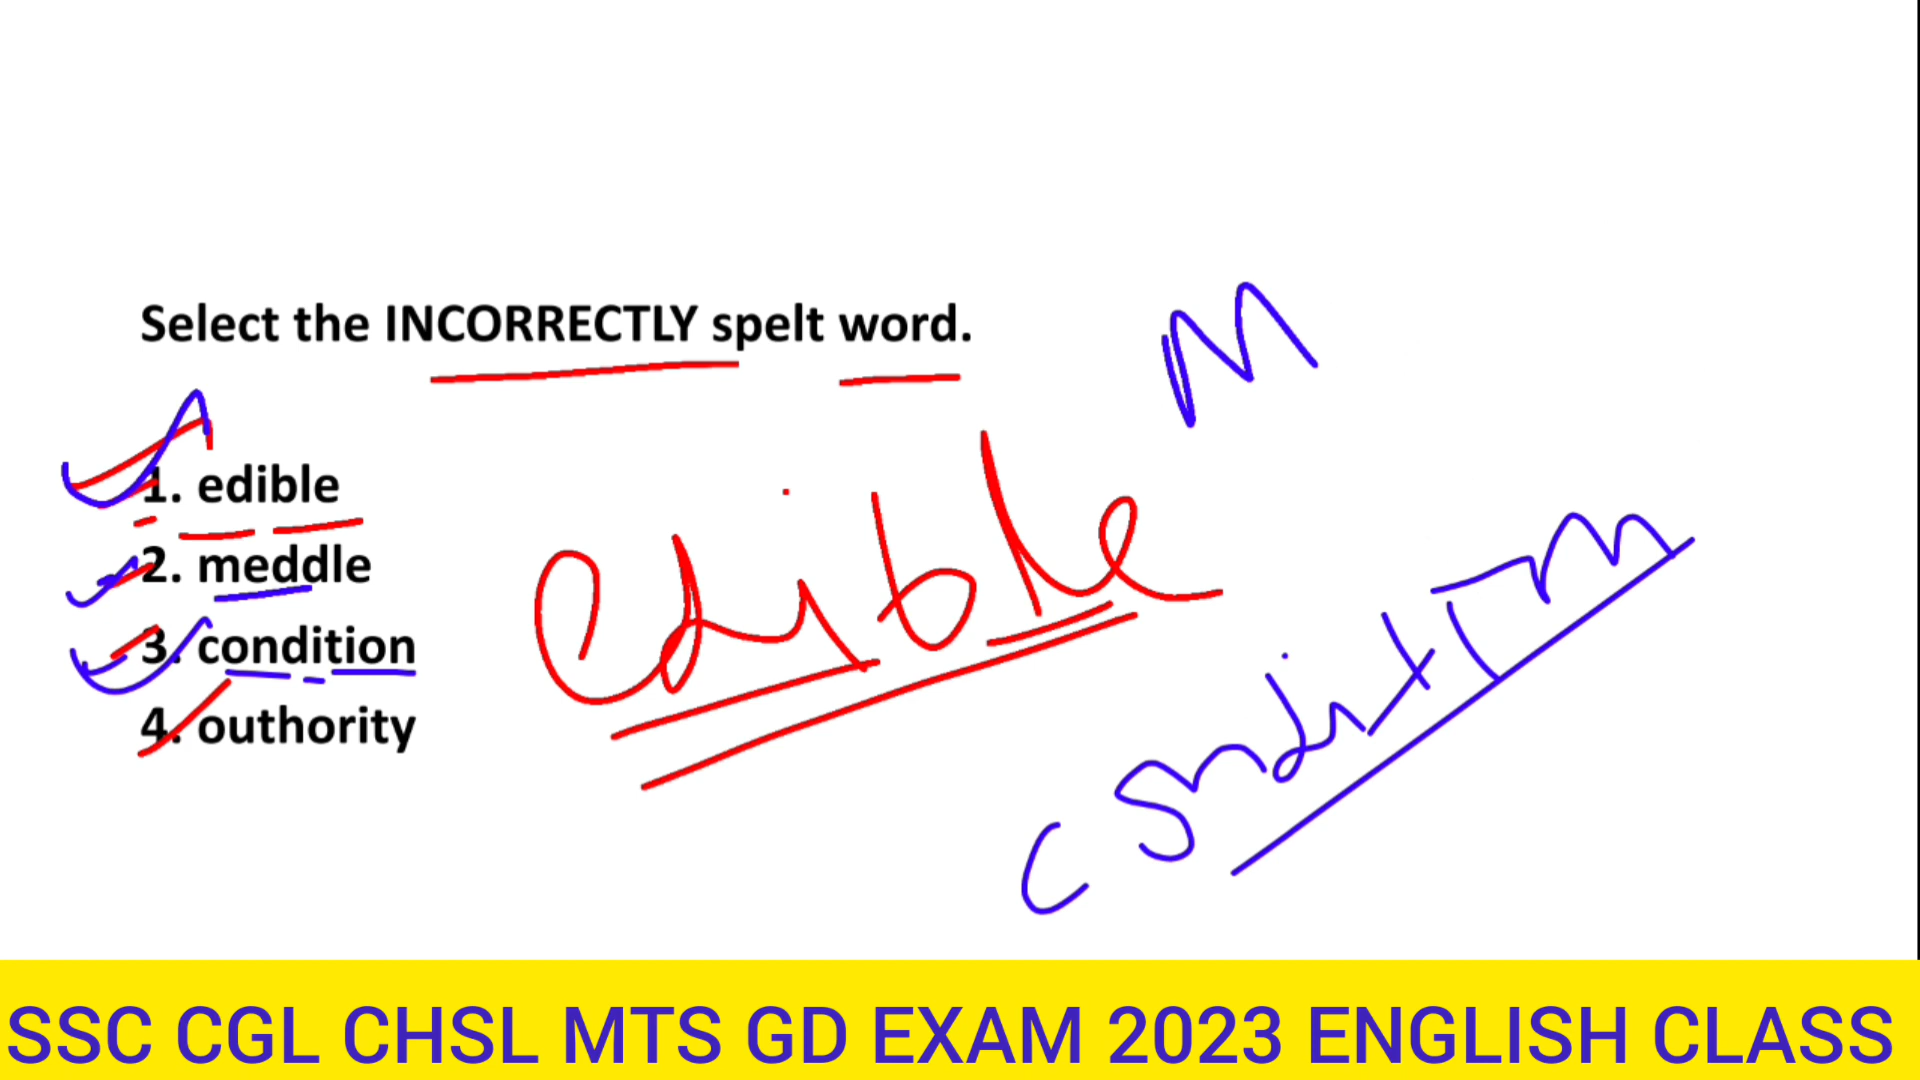 Select the INCORRECTLY spelt word.
M
1. edible
edible
2. meddle
3. condition
condition
4. outhority
SSC CGL CHSL MTS GD EXAM 2023 ENGLISH CLASS